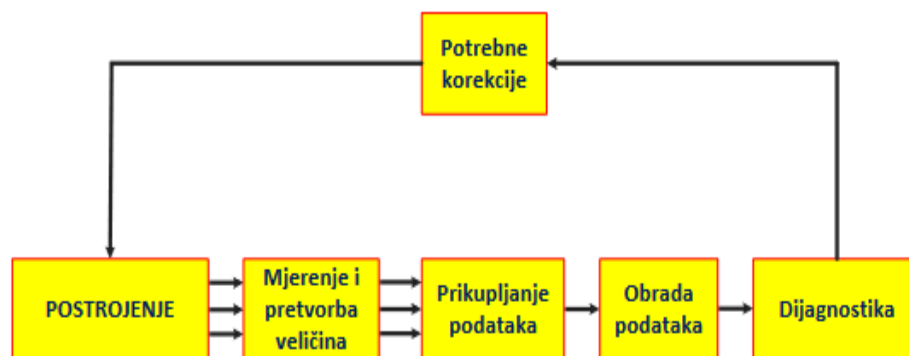 Potrebne
korekcije
POSTROJENJE
Mjerenje i
pretvorba
veličina
Prikupljanje
podataka
Obrada
podataka
Dijagnostika